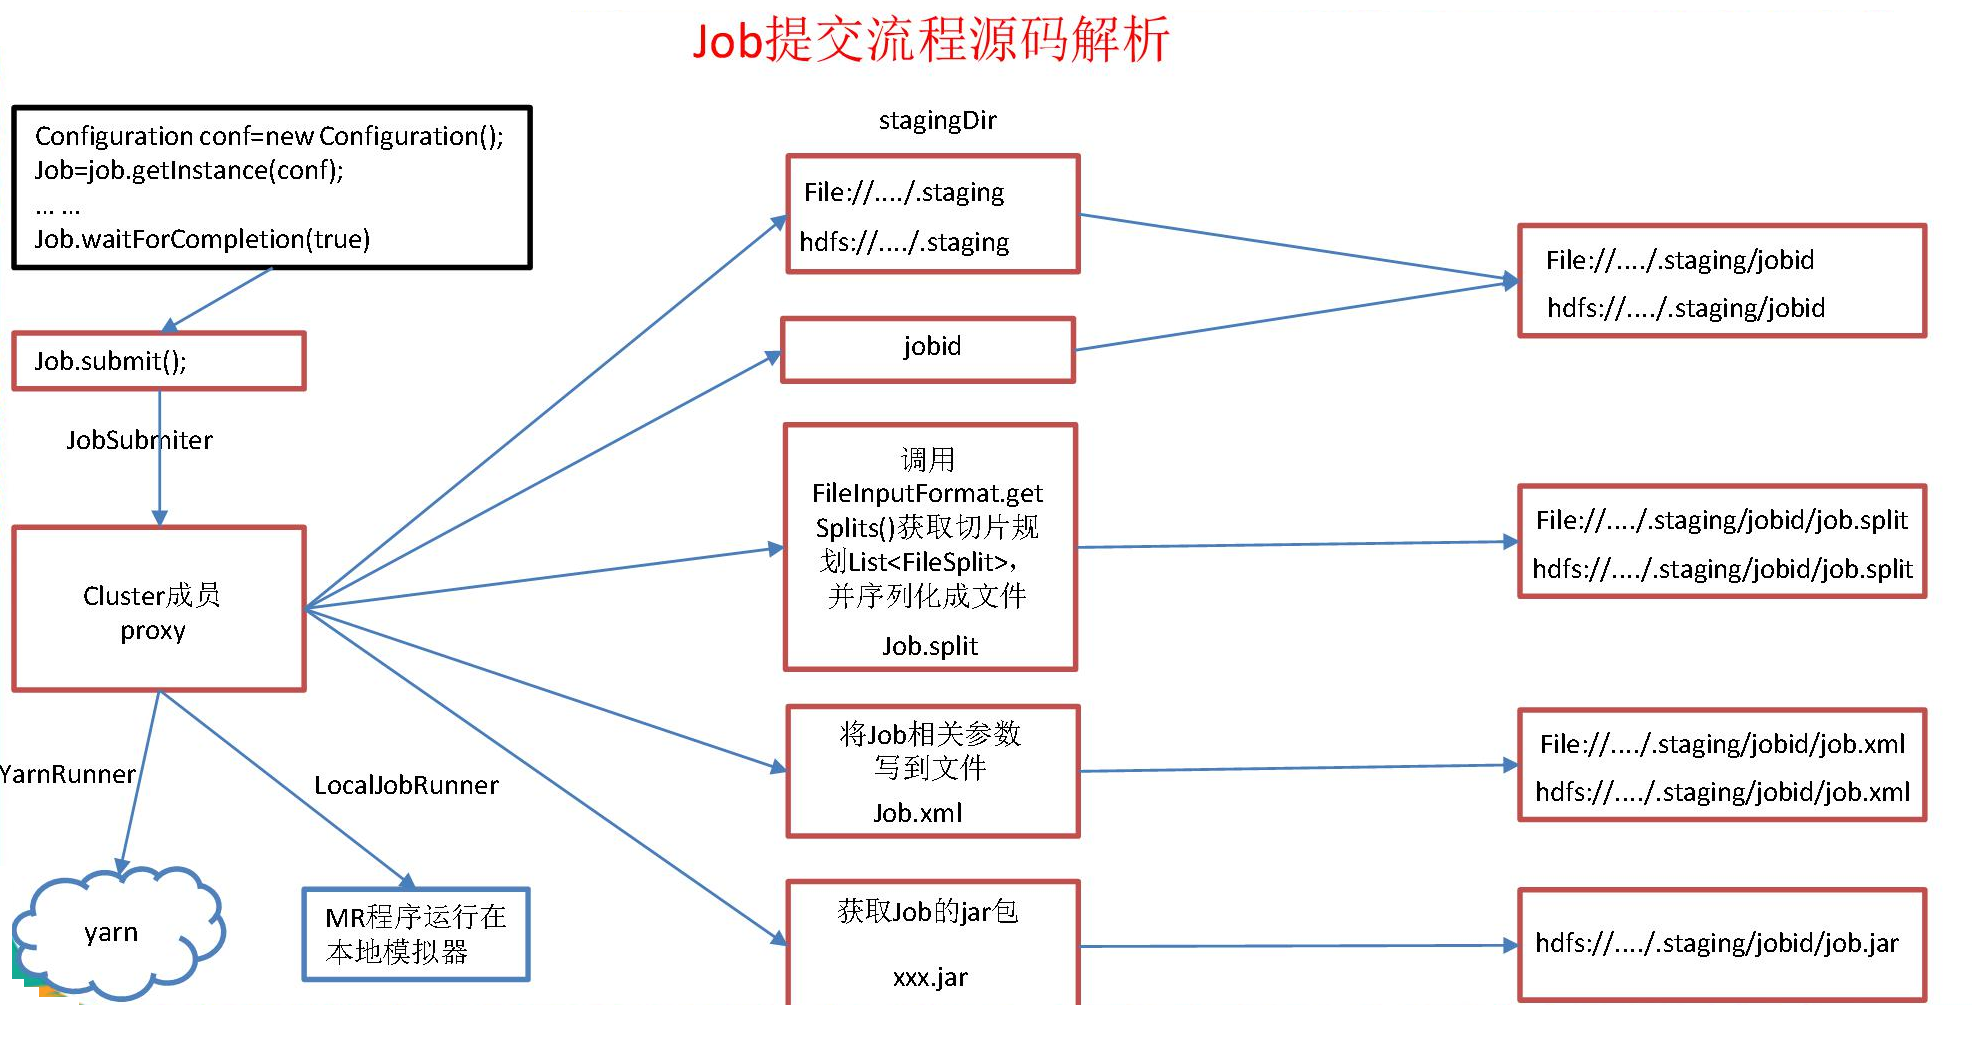 Job提交流程源码解析
Configuration conf=new Configuration();
Job=job.getInstance(conf);
... ...
Job.waitForCompletion(true)
Job.submit();
JobSubmiter
Cluster成员
proxy
YarnRunner
LocalJobRunner
yarn
MR程序运行在
本地模拟器
stagingDir
File://..../.staging
hdfs://..../.staging
jobid
调用
FileInputFormat.get
Splits()获取切片规
划List<FileSplit>，
并序列化成文件
Job.split
将Job相关参数
写到文件
Job.xml
获取Job的jar包
xxx.jar
File://..../.staging/jobid
hdfs://..../.staging/jobid
File://..../.staging/jobid/job.split
hdfs://..../.staging/jobid/job.split
File://..../.staging/jobid/job.xml
hdfs://..../.staging/jobid/job.xml
hdfs://..../.staging/jobid/job.jar